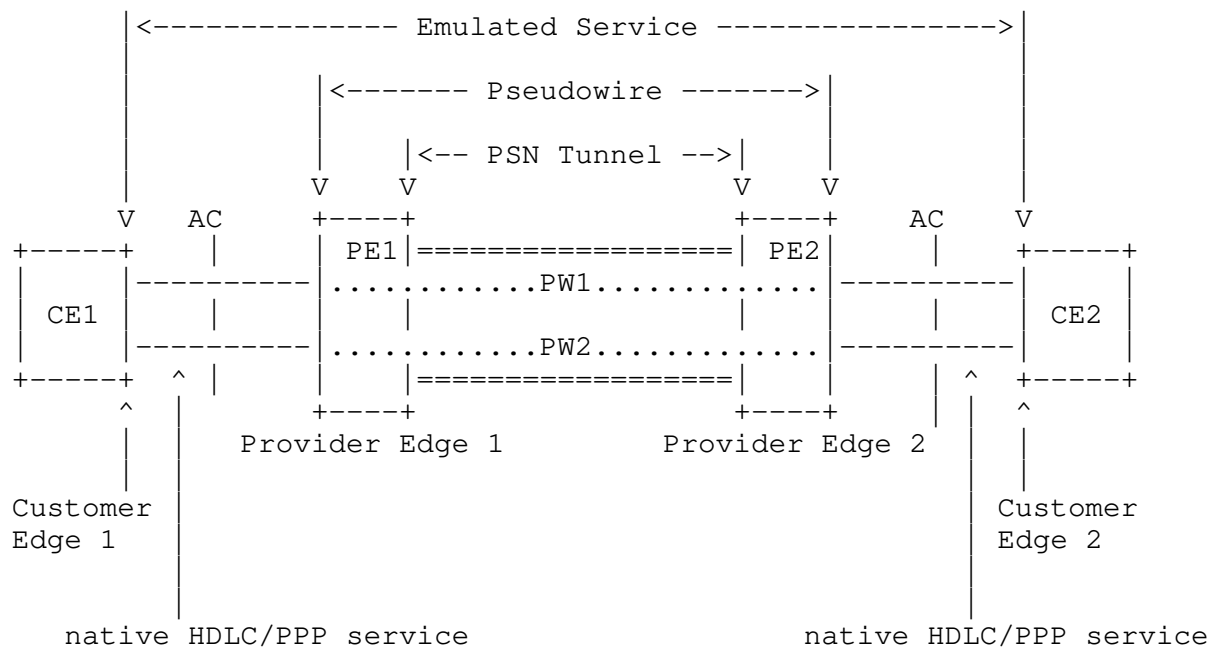 |<-------------- Emulated Service ---------------->|
|<------- Pseudowire ------->|
|<-- PSN Tunnel -->|
V V V V
V AC +----+ +----+ AC V
+-----+ | | PE1|==================| PE2| | +-----+
| |----------|............PW1.............|----------| |
| CE1 | | | | | | | | CE2 |
| |----------|............PW2.............|----------| |
+-----+ ^ | | |==================| | | ^ +-----+
^ | +----+ +----+ | | ^
| | Provider Edge 1 Provider Edge 2 | |
| | | |
Customer | | Customer
Edge 1 | | Edge 2
| |
| |
native HDLC/PPP service native HDLC/PPP service